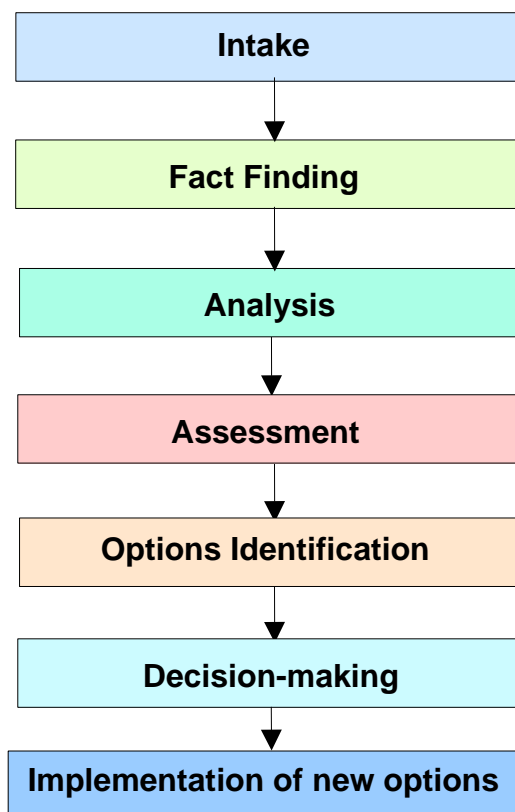 Intake
Fact Finding
Analysis
Assessment
Options Identification
Decision-making
Implementation of new options